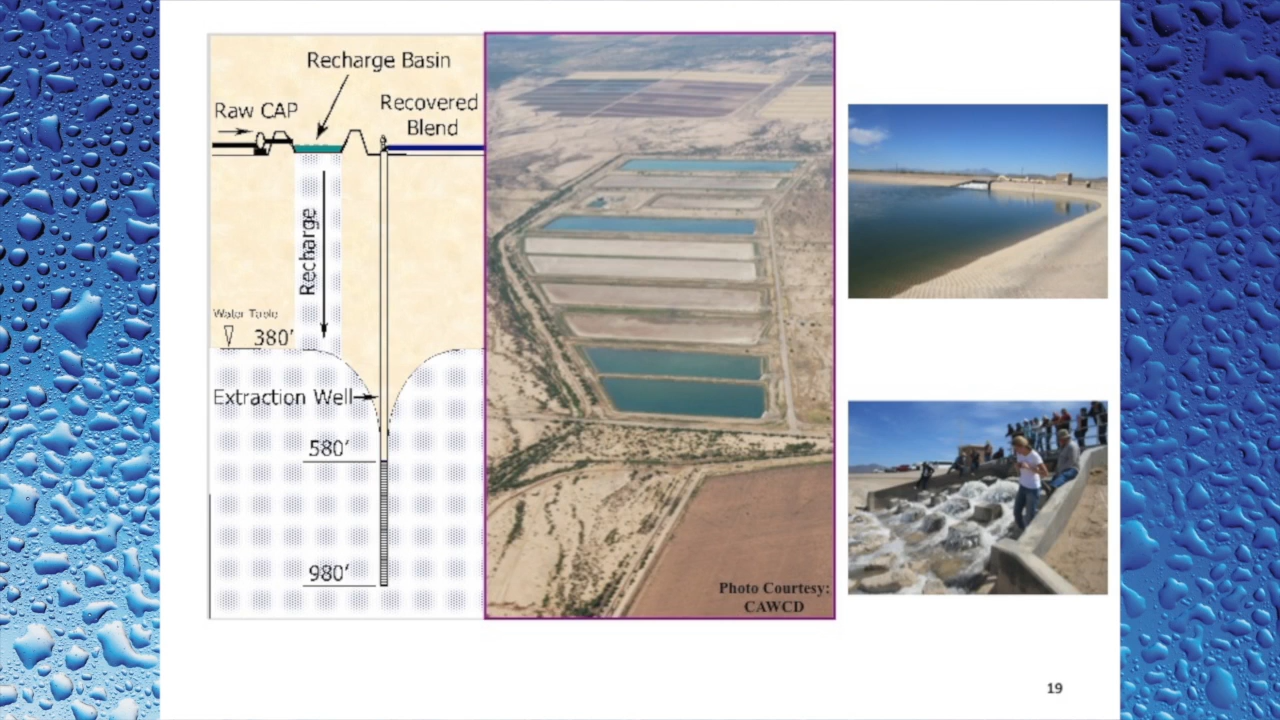 Recharge Basin
Raw CAP
Recovered
Blend
Recharge
Water Table
380'
Extraction Well
580'
980'
Photo Courtesy:
CAWCD
19